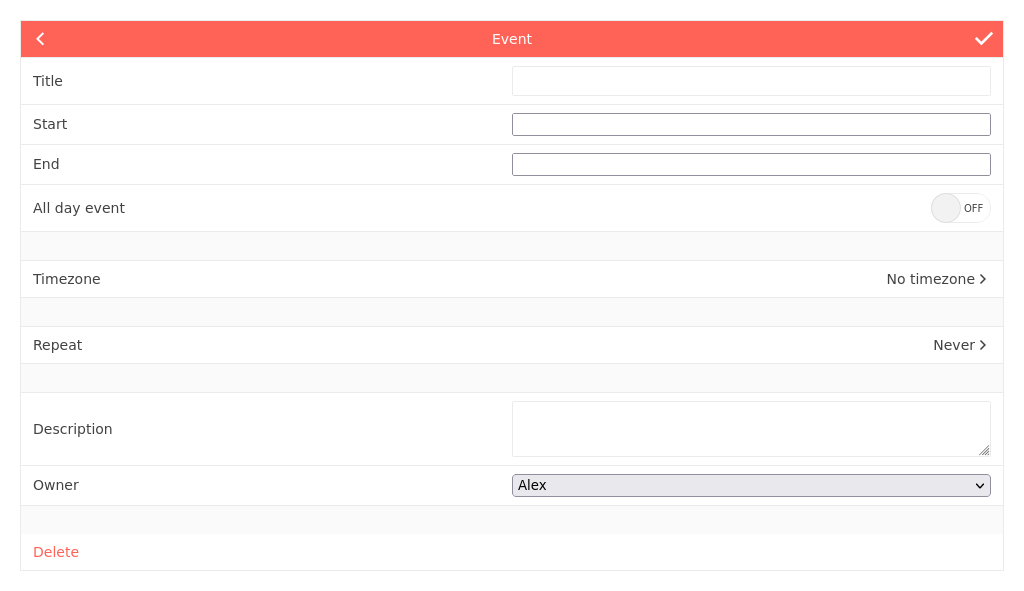 Event
Title
Start
End
All day event OFF
Timezone No timezone
Repeat Never
Description
Owner Alex
Delete